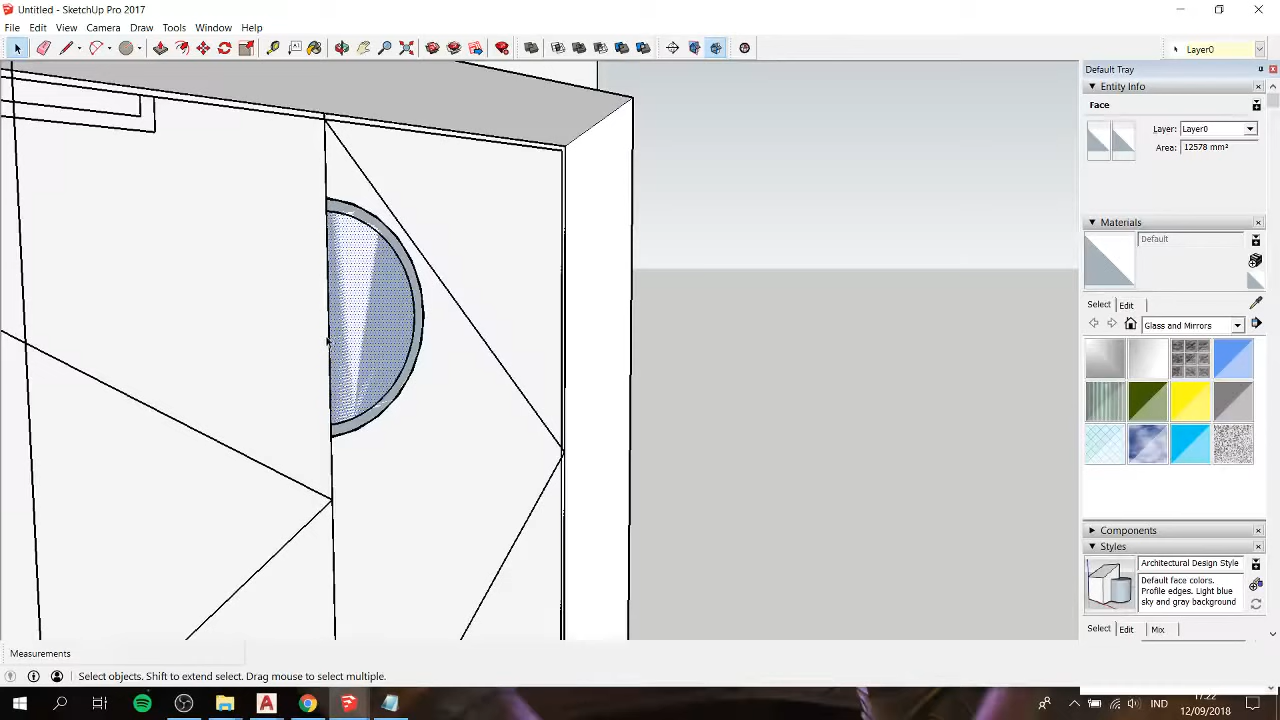 Untitled - SketchUp Pro 2017
File Edit View Camera Draw Tools Window Help
Layer0
Default Tray
Entity Info
Face
Layer: Layer0
Area: 12578 mm²
Materials
Default
Select Edit
Glass and Mirrors
Components
Styles
Architectural Design Style
Default face colors.
Profile edges. Light blue
sky and gray background
Select Edit Mix
Measurements
Select objects. Shift to extend select. Drag mouse to select multiple.
IND
17:22
12/09/2018